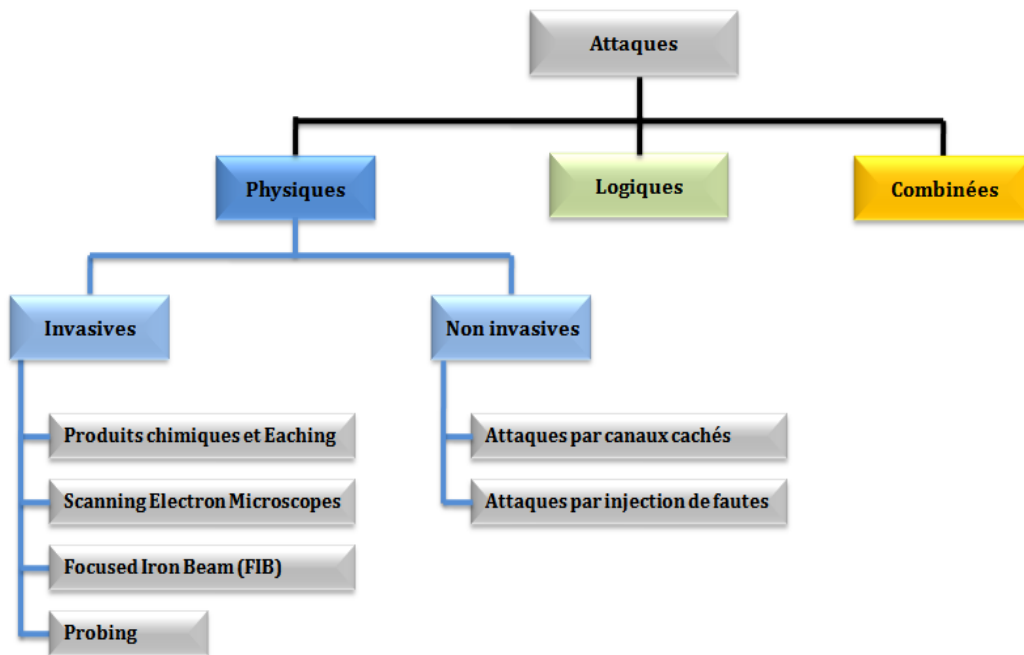 Attaques
Physiques
Logiques
Combinées
Invasives
Non invasives
Produits chimiques et Eaching
Scanning Electron Microscopes
Focused Iron Beam (FIB)
Probing
Attaques par canaux cachés
Attaques par injection de fautes